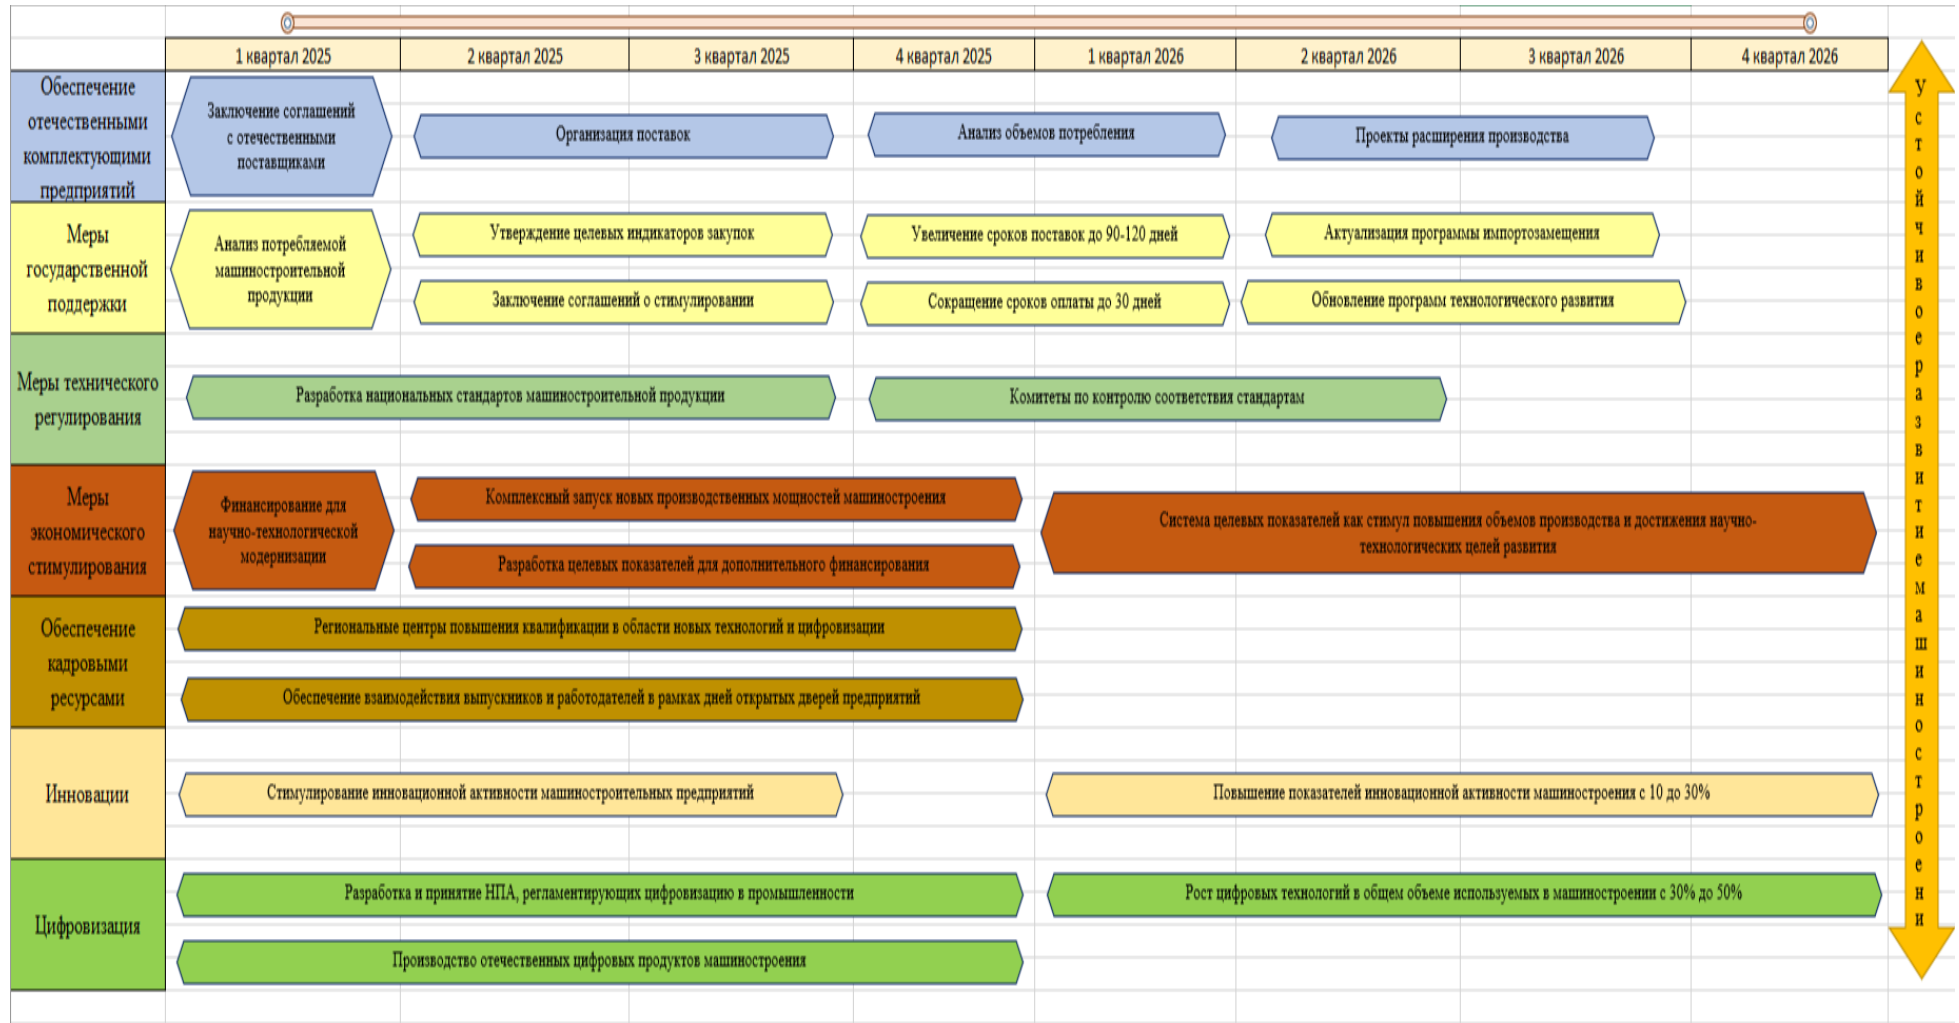 1 квартал 2025
2 квартал 2025
3 квартал 2025
4 квартал 2025
1 квартал 2026
2 квартал 2026
3 квартал 2026
4 квартал 2026
Обеспечение
отечественными
комплектующими
предприятий
Заключение соглашений
с отечественными
поставщиками
Организация поставок
Анализ объемов потребления
Проекты расширения производства
Меры
государственной
поддержки
Анализ потребляемой
машиностроительной
продукции
Утверждение целевых индикаторов закупок
Увеличение сроков поставок до 90-120 дней
Актуализация программы импортозамещения
Заключение соглашений о стимулировании
Сокращение сроков оплаты до 30 дней
Обновление программ технологического развития
Меры технического
регулирования
Разработка национальных стандартов машиностроительной продукции
Комитеты по контролю соответствия стандартам
Меры
экономического
стимулирования
Финансирование для
научно-технологической
модернизации
Комплексный запуск новых производственных мощностей машиностроения
Разработка целевых показателей для дополнительного финансирования
Система целевых показателей как стимул повышения объемов производства и достижения научно-
технологических целей развития
Обеспечение
кадровыми
ресурсами
Региональные центры повышения квалификации в области новых технологий и цифровизации
Обеспечение взаимодействия выпускников и работодателей в рамках дней открытых дверей предприятий
Инновации
Стимулирование инновационной активности машиностроительных предприятий
Повышение показателей инновационной активности машиностроения с 10 до 30%
Цифровизация
Разработка и принятие НПА, регламентирующих цифровизацию в промышленности
Рост цифровых технологий в общем объеме используемых в машиностроении с 30% до 50%
Производство отечественных цифровых продуктов машиностроения
Устойчивое развитие машиностроении